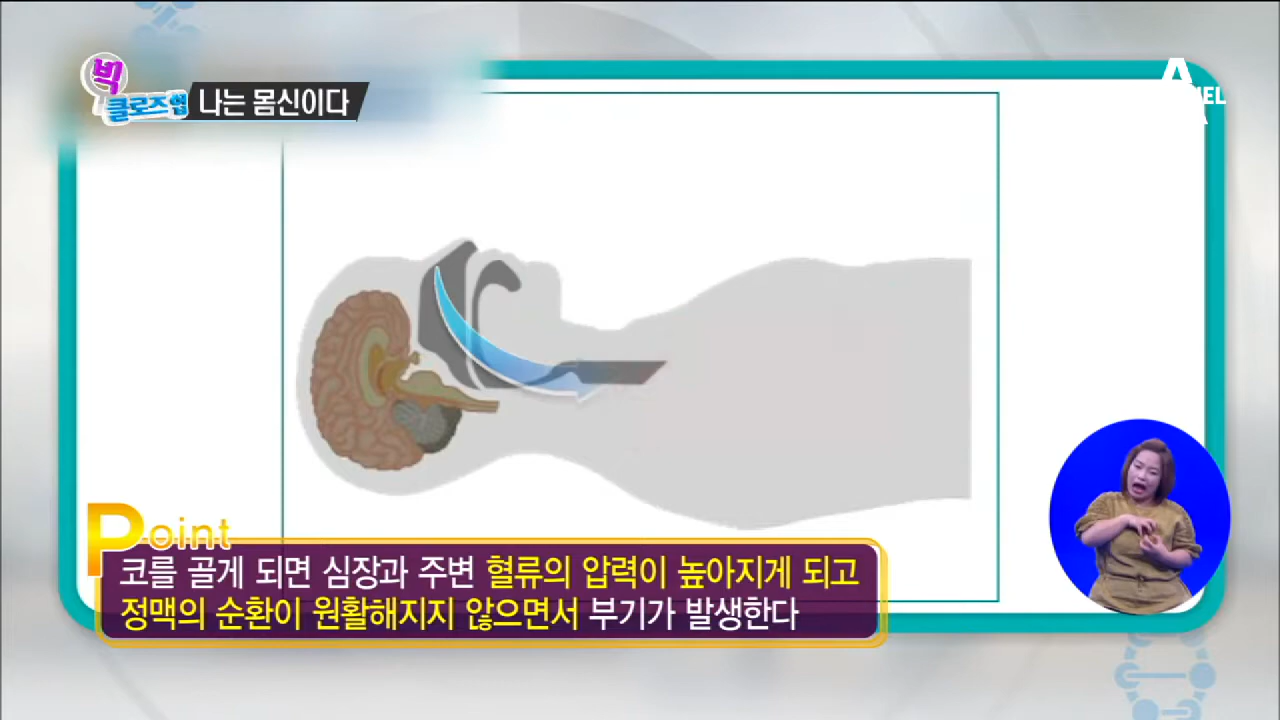 빅
클로즈업 나는 몸신이다
Point
코를 골게 되면 심장과 주변 혈류의 압력이 높아지게 되고
정맥의 순환이 원활해지지 않으면서 부기가 발생한다